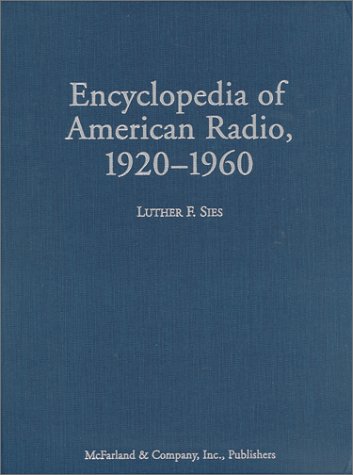 Encyclopedia of
American Radio,
1920–1960
LUTHER F. SIES
McFarland & Company, Inc., Publishers